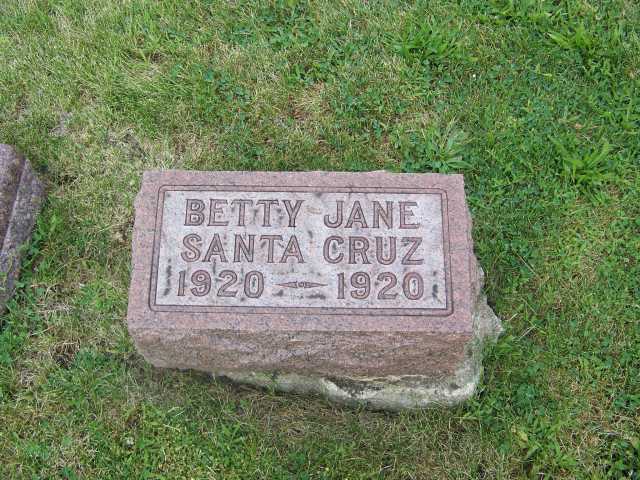 BETTY JANE
SANTA CRUZ
1920 — 1920